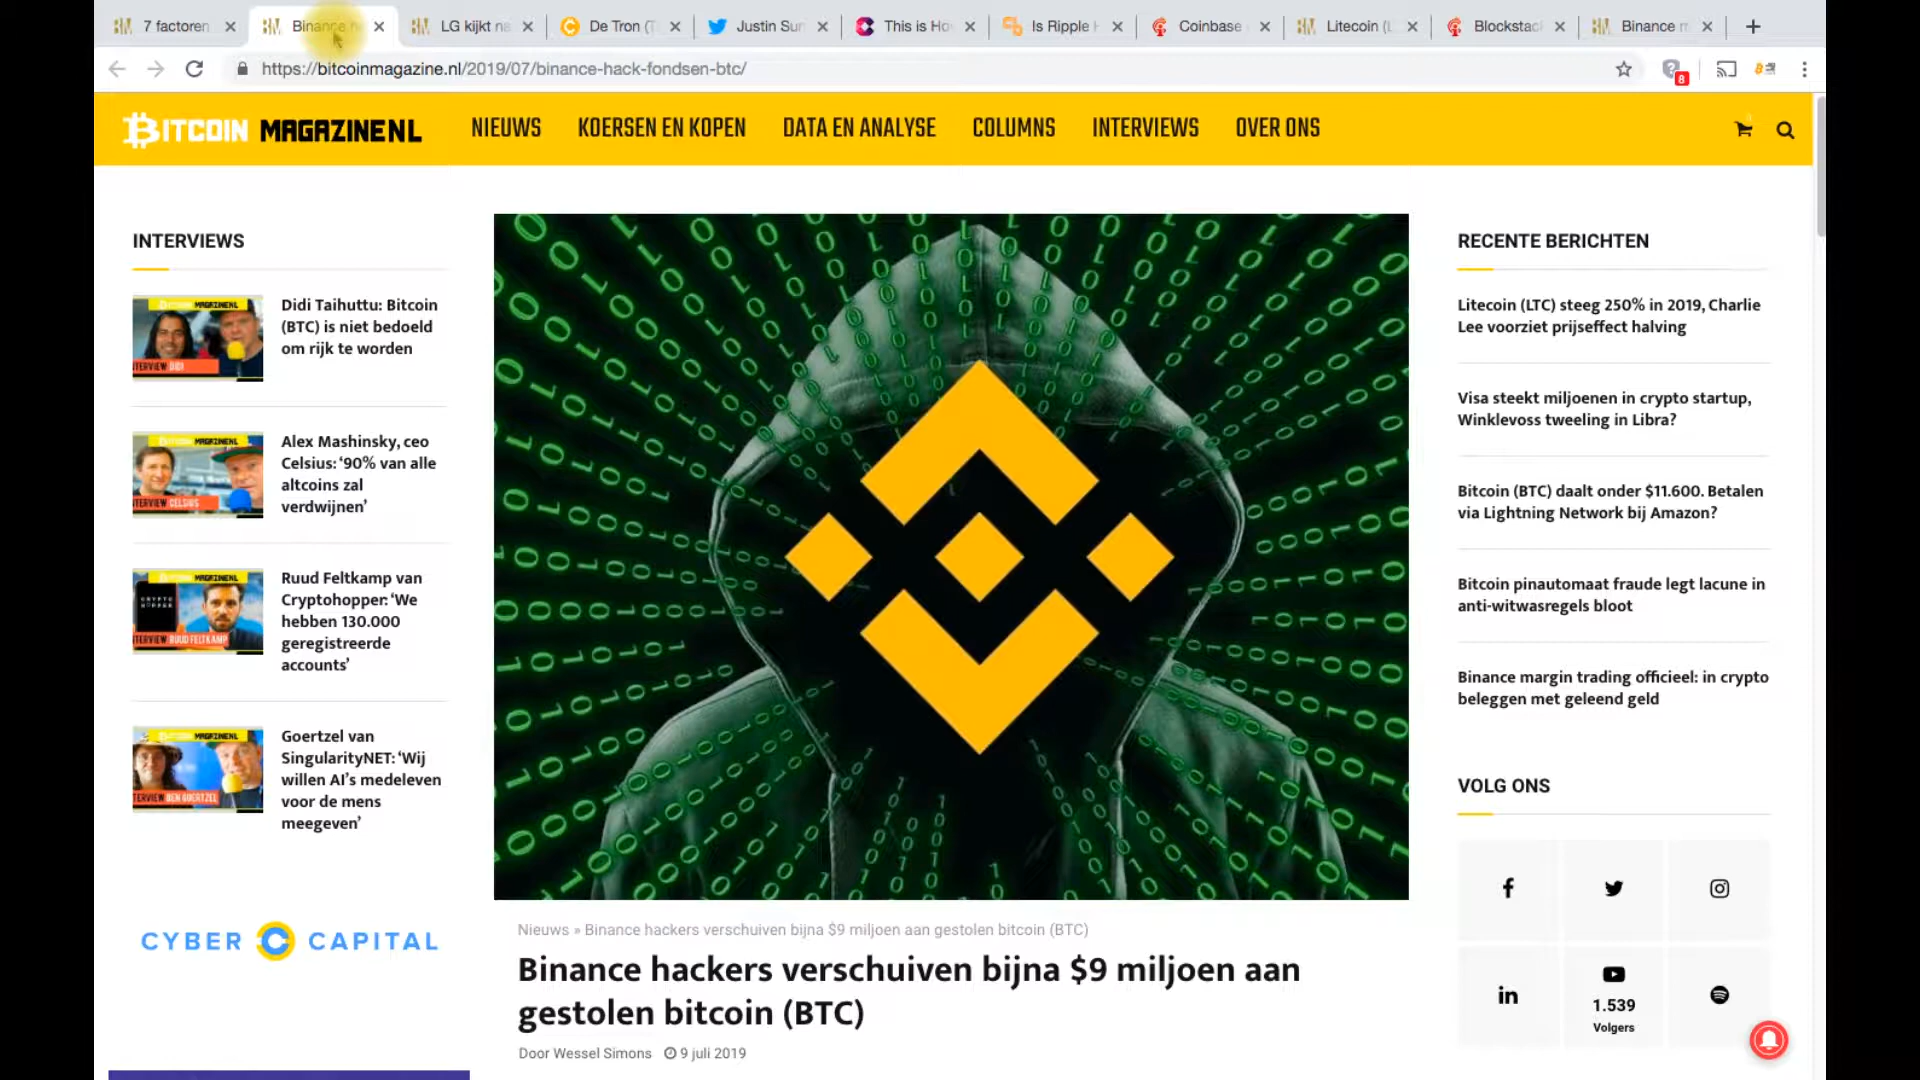 7 factoren
Binance h
LG kijkt na
De Tron (T
Justin Sun
This is Ho
Is Ripple H
Coinbase
Litecoin (L
Blockstac
Binance m
https://bitcoinmagazine.nl/2019/07/binance-hack-fondsen-btc/
8
BITCOIN MAGAZINENL
NIEUWS
KOERSEN EN KOPEN
DATA EN ANALYSE
COLUMNS
INTERVIEWS
OVER ONS
INTERVIEWS
Didi Taihuttu: Bitcoin
(BTC) is niet bedoeld
om rijk te worden
Alex Mashinsky, ceo
Celsius: ‘90% van alle
altcoins zal
verdwijnen’
Ruud Feltkamp van
Cryptohopper: ‘We
hebben 130.000
geregistreerde
accounts’
Goertzel van
SingularityNET: ‘Wij
willen AI’s medeleven
voor de mens
meegeven’
CYBER CAPITAL
Nieuws » Binance hackers verschuiven bijna $9 miljoen aan gestolen bitcoin (BTC)
Binance hackers verschuiven bijna $9 miljoen aan
gestolen bitcoin (BTC)
Door Wessel Simons 9 juli 2019
RECENTE BERICHTEN
Litecoin (LTC) steeg 250% in 2019, Charlie
Lee voorziet prijseffect halving
Visa steekt miljoenen in crypto startup,
Winklevoss tweeling in Libra?
Bitcoin (BTC) daalt onder $11.600. Betalen
via Lightning Network bij Amazon?
Bitcoin pinautomaat fraude legt lacune in
anti-witwasregels bloot
Binance margin trading officieel: in crypto
beleggen met geleend geld
VOLG ONS
1.539
Volgers